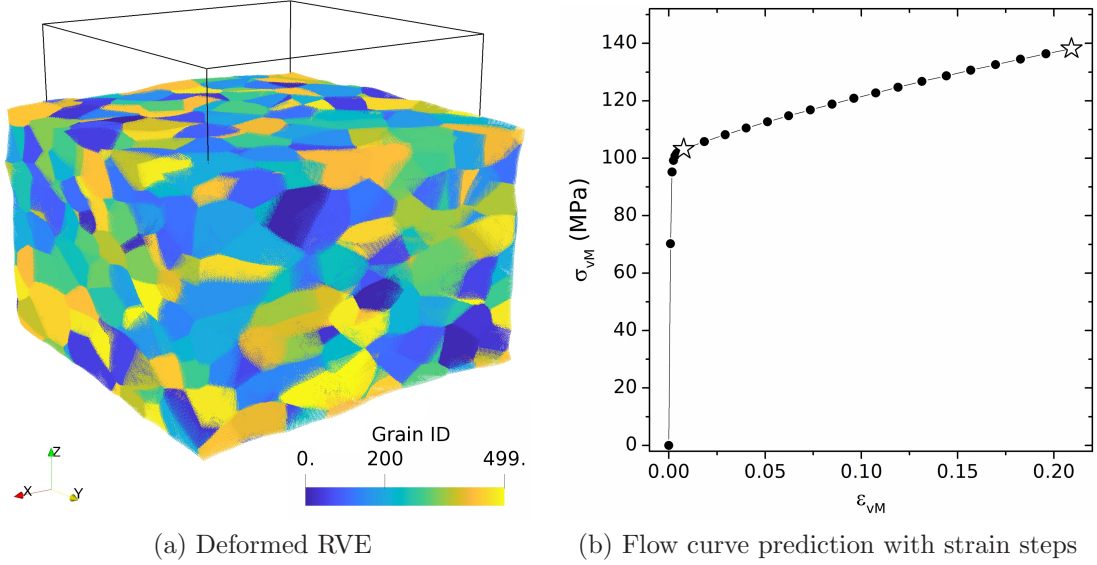 Grain ID
0. 200 499.
Z
X
Y
(a) Deformed RVE
140
120
100
80
60
40
20
0
σvM (MPa)
0.00 0.05 0.10 0.15 0.20
εvM
(b) Flow curve prediction with strain steps